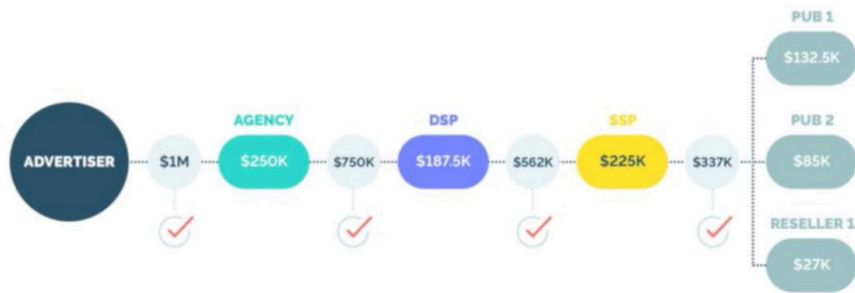 PUB 1
$132.5K
AGENCY
DSP
SSP
PUB 2
ADVERTISER
$1M
$250K
$750K
$187.5K
$562K
$225K
$337K
$85K
RESELLER 1
$27K